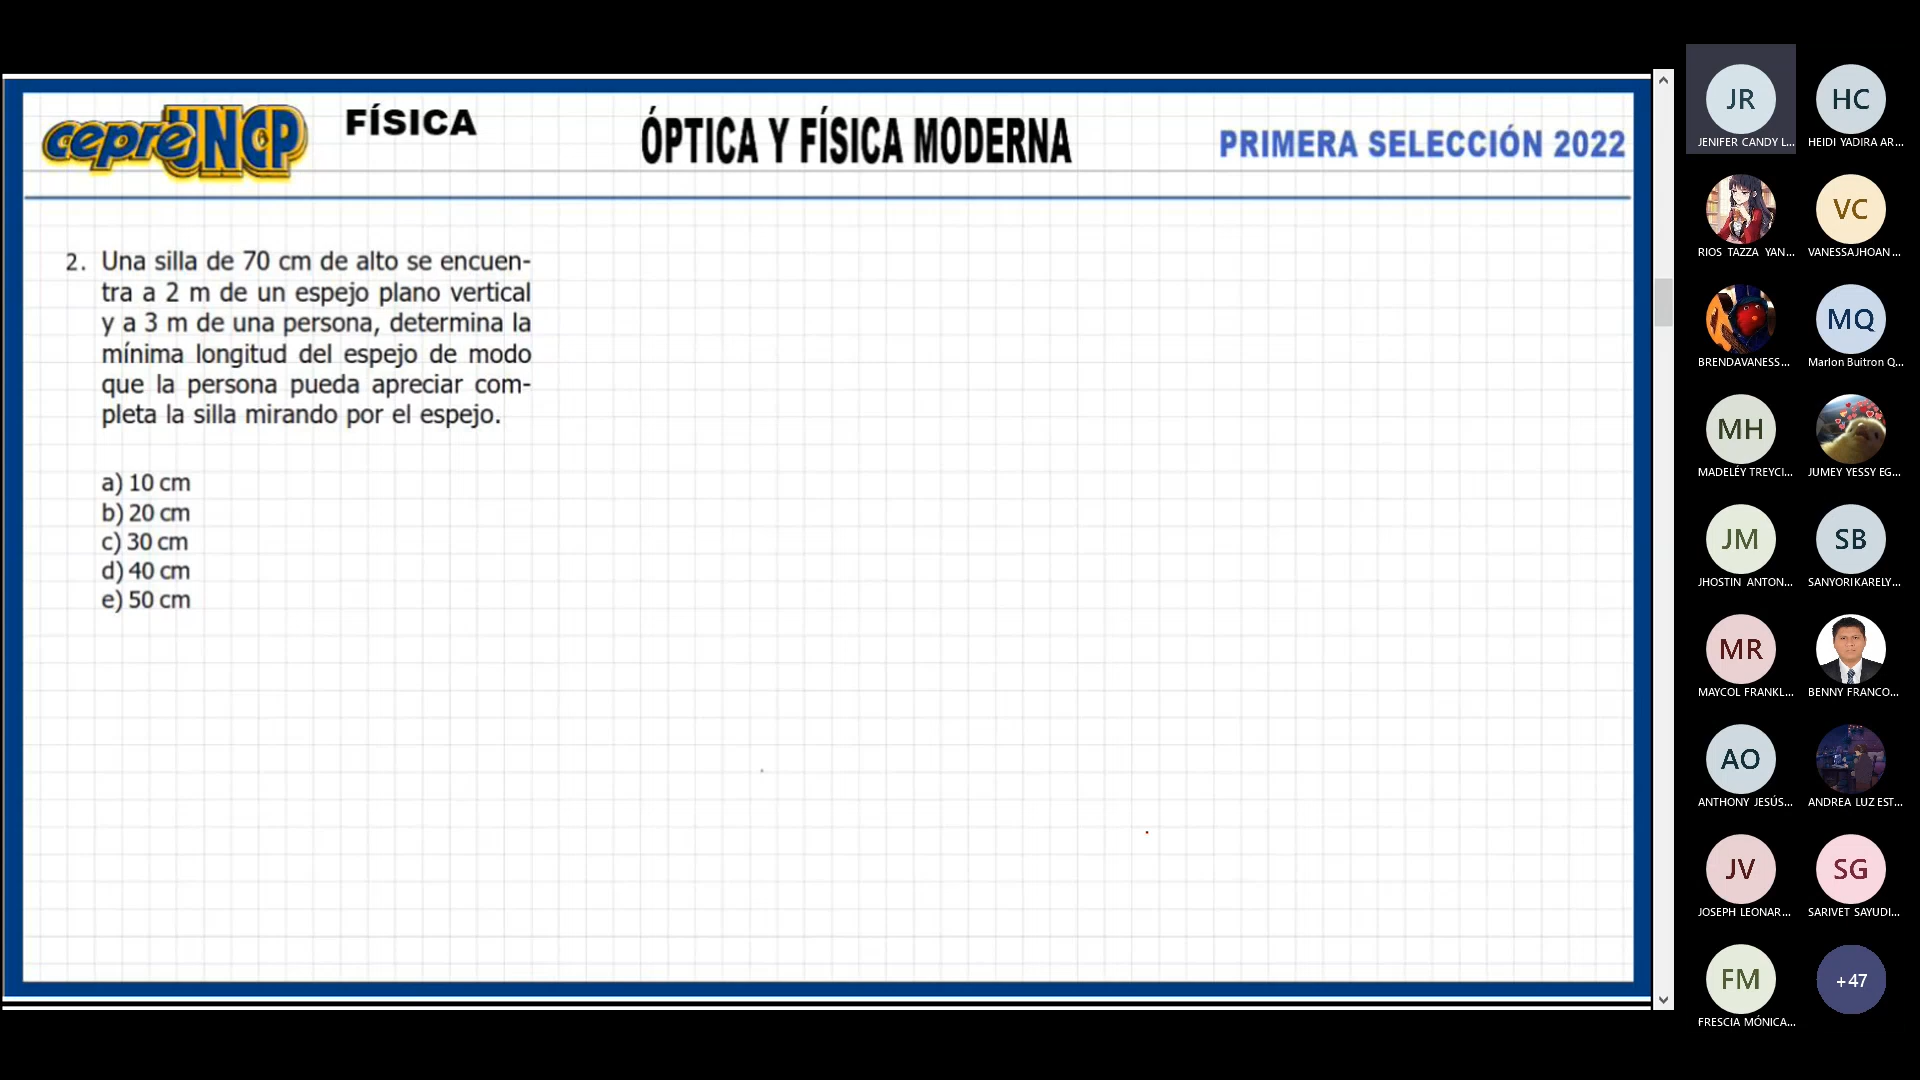 cepreUNCP
FÍSICA
ÓPTICA Y FÍSICA MODERNA
PRIMERA SELECCIÓN 2022
2. Una silla de 70 cm de alto se encuen-
tra a 2 m de un espejo plano vertical
y a 3 m de una persona, determina la
mínima longitud del espejo de modo
que la persona pueda apreciar com-
pleta la silla mirando por el espejo.
a) 10 cm
b) 20 cm
c) 30 cm
d) 40 cm
e) 50 cm
JR HC
JENIFER CANDY L... HEIDI YADIRA AR...
VC
RIOS TAZZA YAN... VANESSAJHOAN...
MQ
BRENDAVANESS... Marlon Buitron Q...
MH
MADELÉY TREYCI... JUMEY YESSY EG...
JM SB
JHOSTIN ANTON... SANYORIKARELY...
MR
MAYCOL FRANKL... BENNY FRANCO...
AO
ANTHONY JESÚS... ANDREA LUZ EST...
JV SG
JOSEPH LEONAR... SARIVET SAYUDI...
FM +47
FRESCIA MÓNICA...